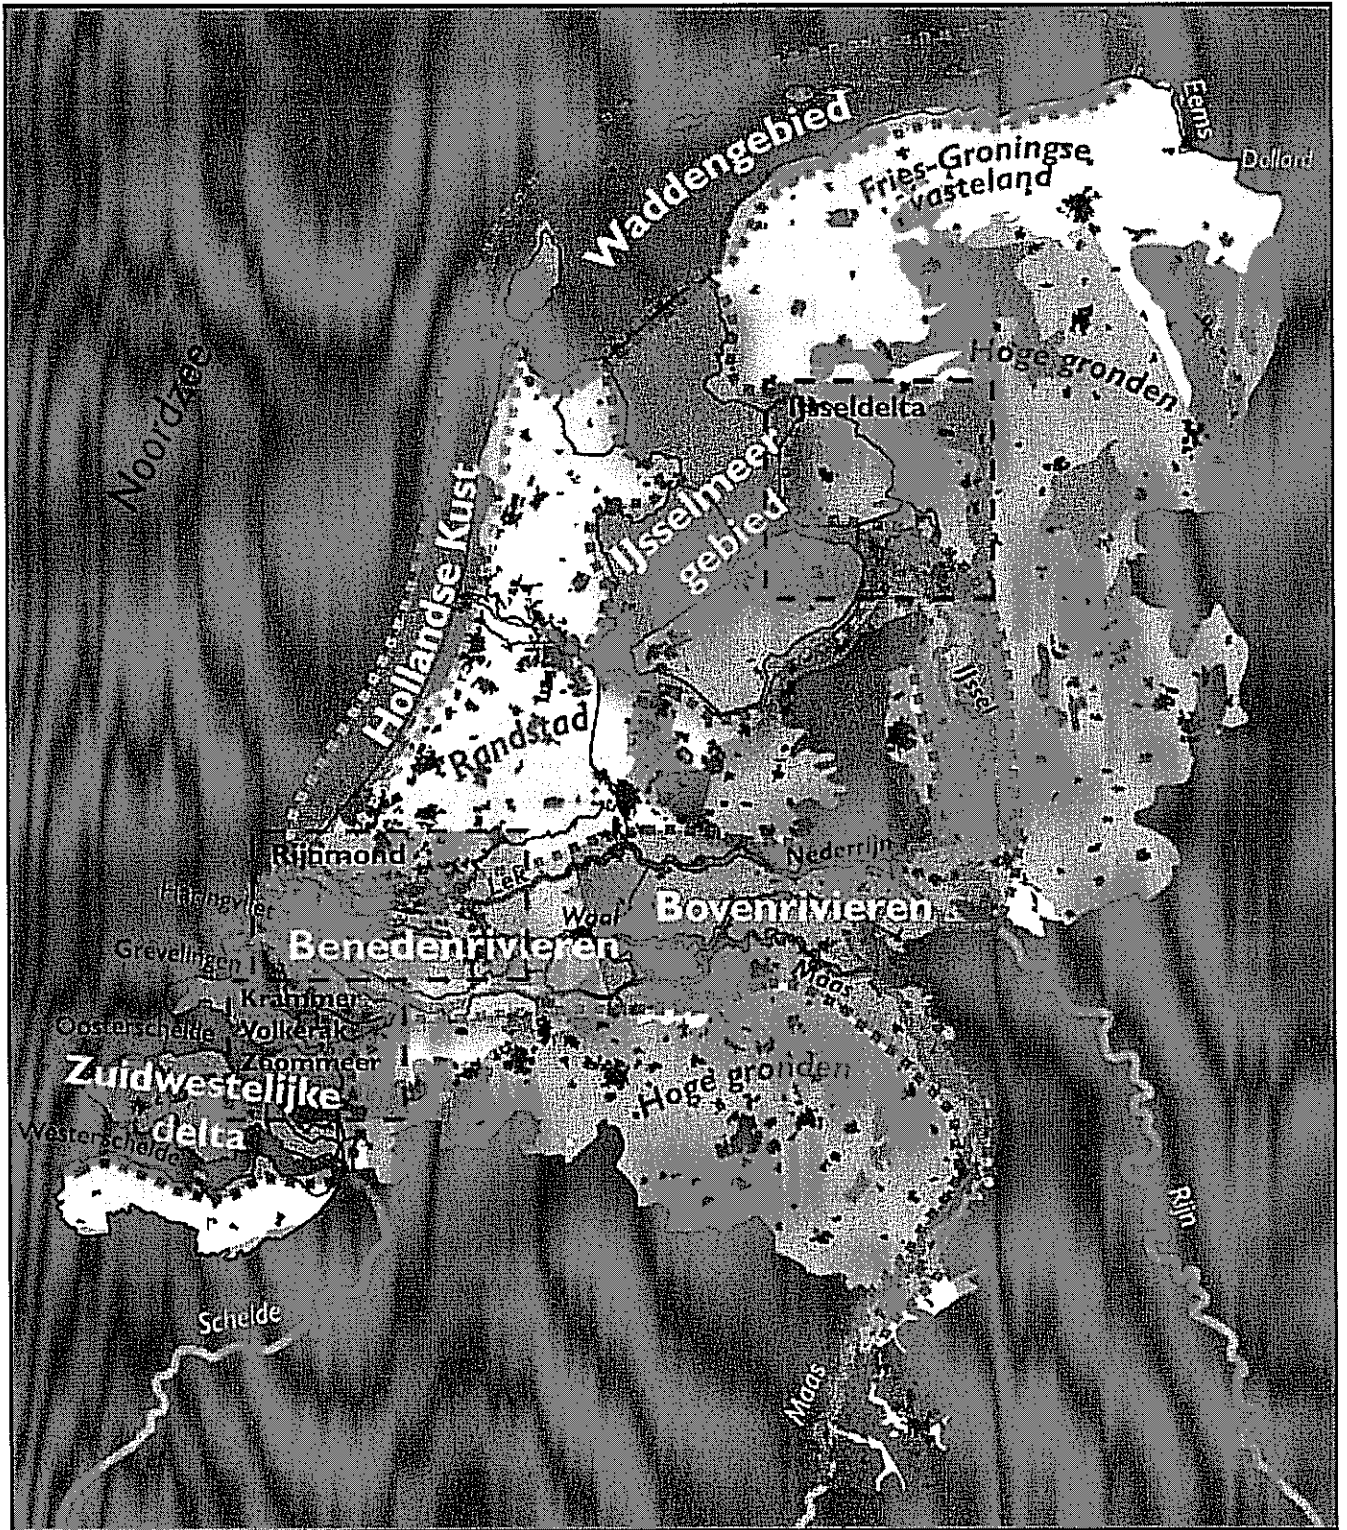 Waddengebied
Eems
Dollard
Fries-Groningse
vasteland
Noordzee
Hoge gronden
IJsseldelta
IJsselmeer
gebied
Hollandse Kust
IJssel
Randstad
Rijnmond
Nederrijn
Lek
Haringvliet
Waal
Bovenrivieren
Benedenrivieren
Grevelingen
Maas
Krammer
Oosterschelde
Volkerak
Zoommeer
Zuidwestelijke
delta
Hoge gronden
Westerschelde
Rijn
Schelde
Maas